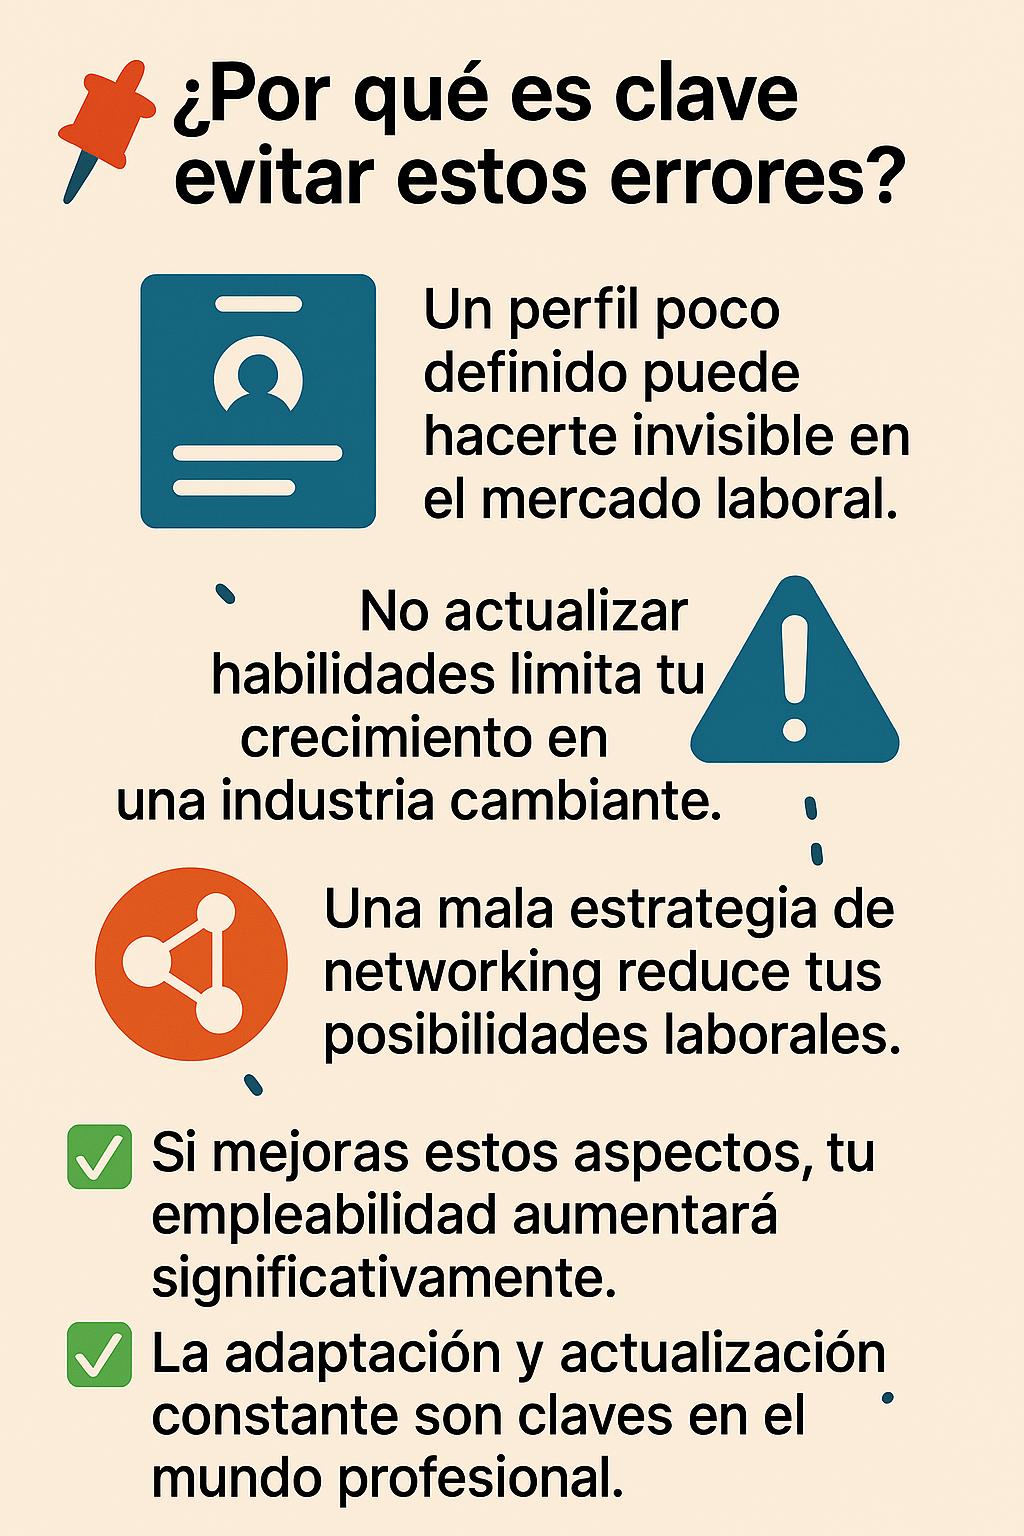 ¿Por qué es clave
evitar estos errores?
Un perfil poco
definido puede
hacerte invisible en
el mercado laboral.
No actualizar
habilidades limita tu
crecimiento en
una industria cambiante.
Una mala estrategia de
networking reduce tus
posibilidades laborales.
Si mejoras estos aspectos, tu
empleabilidad aumentará
significativamente.
La adaptación y actualización
constante son claves en el
mundo profesional.